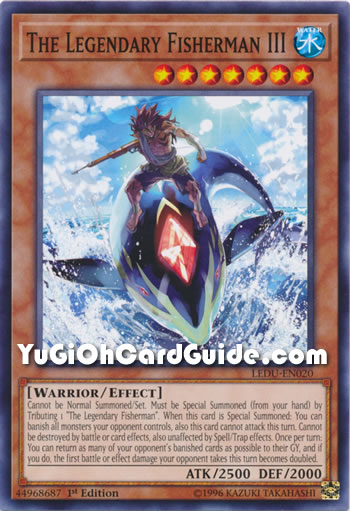 THE LEGENDARY FISHERMAN III
WATER
水
YuGiOhCardGuide.com
LEDU-EN020
[WARRIOR/EFFECT]
Cannot be Normal Summoned/Set. Must be Special Summoned (from your hand) by
Tributing 1 "The Legendary Fisherman". When this card is Special Summoned: You can
banish all monsters your opponent controls, also this card cannot attack this turn. Cannot
be destroyed by battle or card effects, also unaffected by Spell/Trap effects. Once per turn:
You can return as many of your opponent's banished cards as possible to their GY, and if
you do, the first battle or effect damage your opponent takes this turn becomes doubled.
ATK/2500 DEF/2000
44968687 1st Edition ©1996 KAZUKI TAKAHASHI